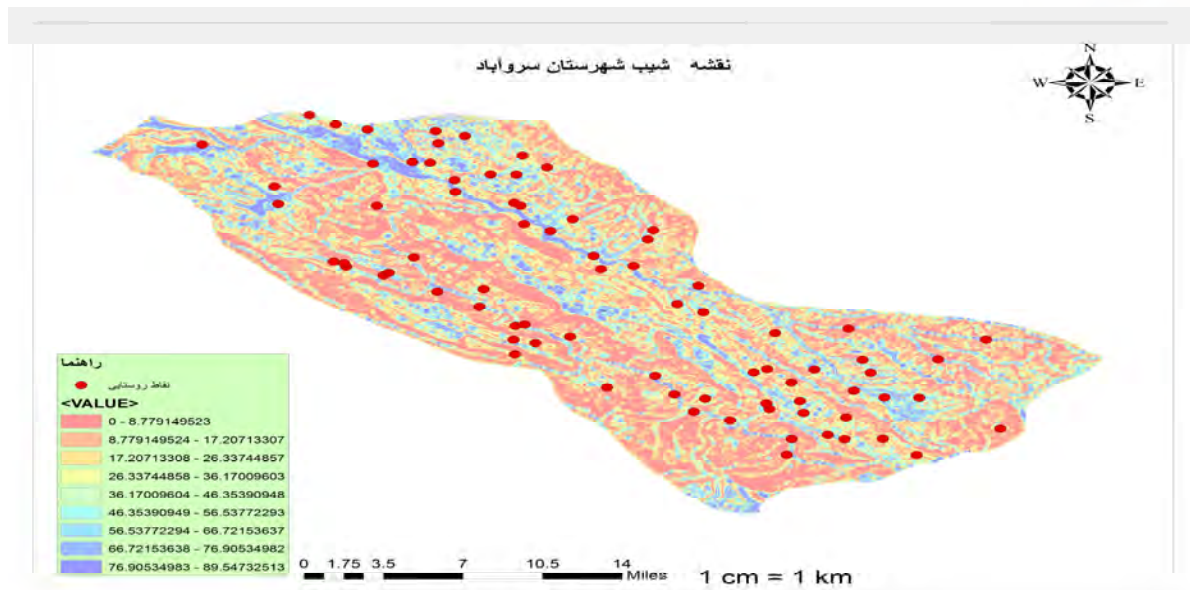 N
نقشه شیب شهرستان سروآباد
W E
S
راهنما
نقاط روستایی
<VALUE>
0 - 8.779149523
8.779149524 - 17.20713307
17.20713308 - 26.33744857
26.33744858 - 36.17009603
36.17009604 - 46.35390948
46.35390949 - 56.53772293
56.53772294 - 66.72153637
66.72153638 - 76.90534982
76.90534983 - 89.54732513
0 1.75 3.5 7 10.5 14
Miles
1 cm = 1 km